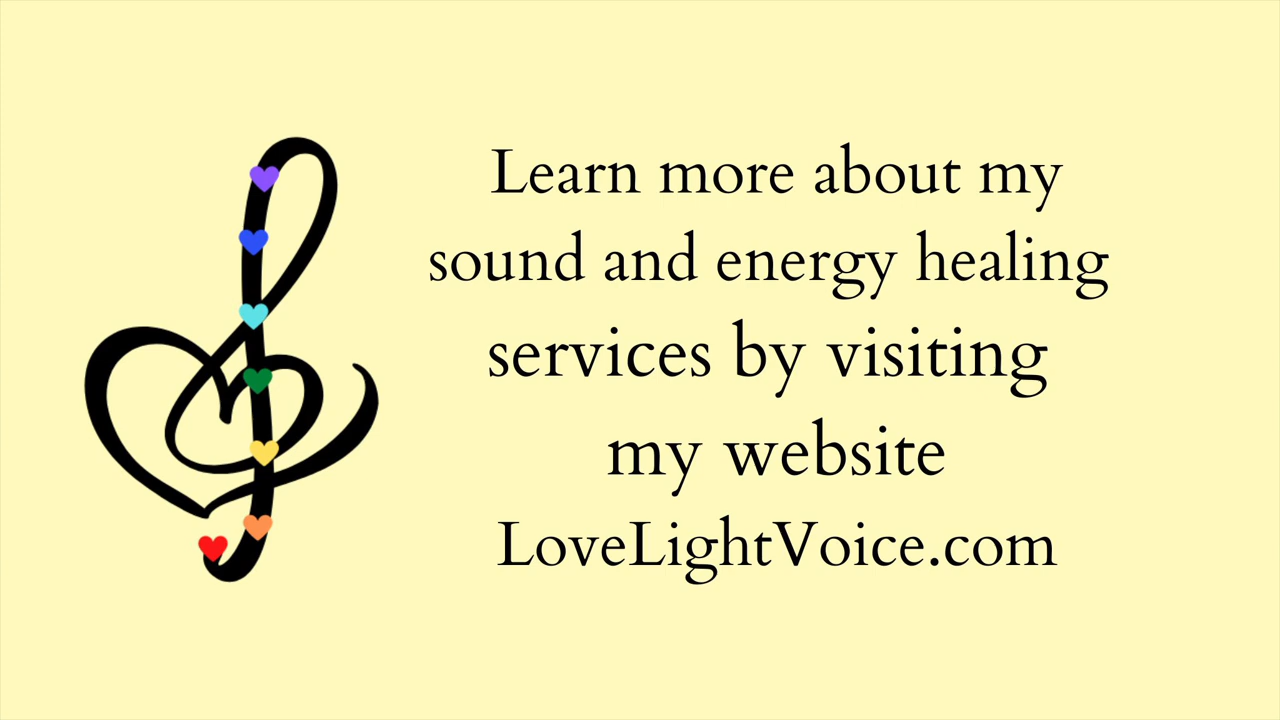 Learn more about my
sound and energy healing
services by visiting
my website
LoveLightVoice.com